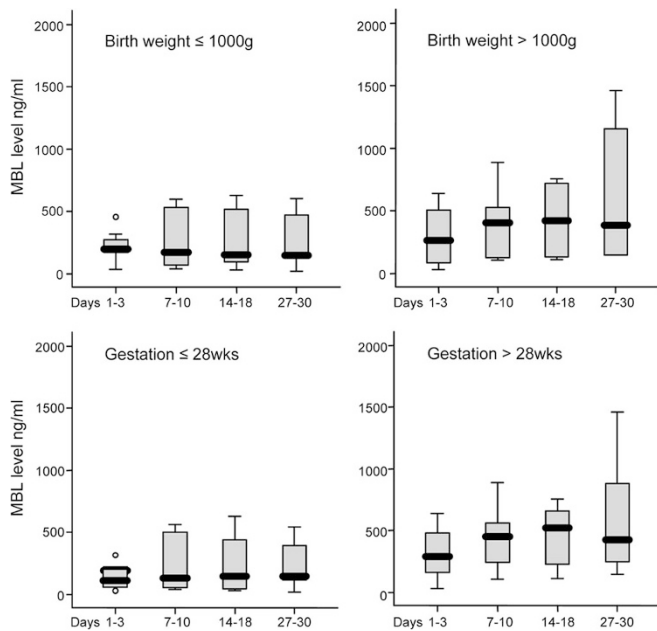 Birth weight ≤ 1000g
MBL level ng/ml
2000
1500
1000
500
0
Days 1-3 7-10 14-18 27-30
Birth weight > 1000g
2000
1500
1000
500
0
Days 1-3 7-10 14-18 27-30
Gestation ≤ 28wks
MBL level ng/ml
2000
1500
1000
500
0
Days 1-3 7-10 14-18 27-30
Gestation > 28wks
2000
1500
1000
500
0
Days 1-3 7-10 14-18 27-30